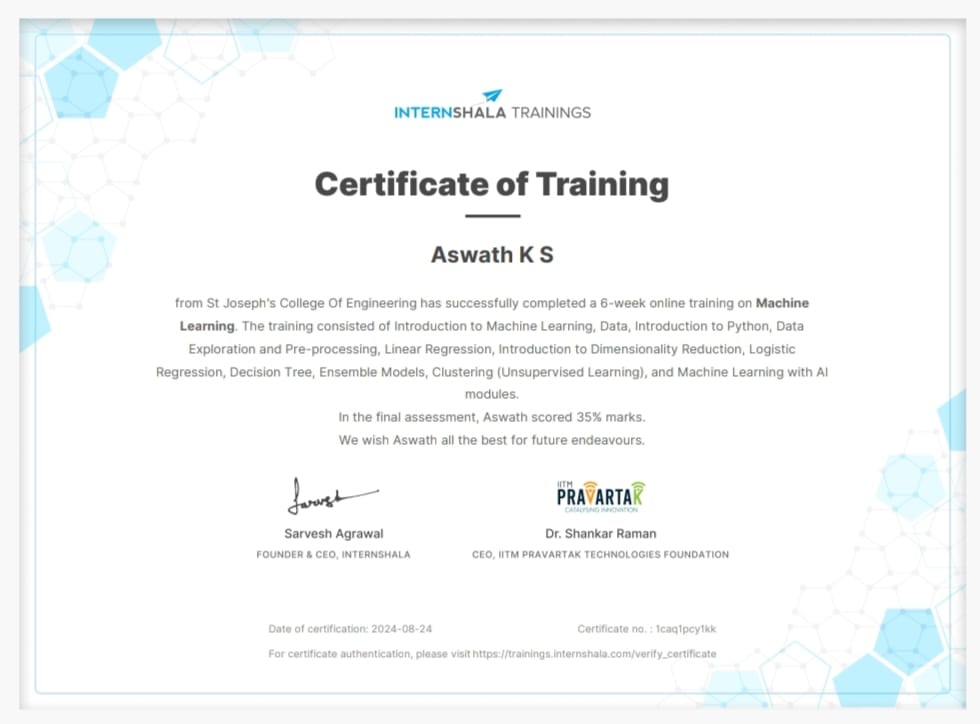 INTERNSHALA TRAININGS
Certificate of Training
Aswath K S
from St Joseph's College Of Engineering has successfully completed a 6-week online training on Machine
Learning. The training consisted of Introduction to Machine Learning, Data, Introduction to Python, Data
Exploration and Pre-processing, Linear Regression, Introduction to Dimensionality Reduction, Logistic
Regression, Decision Tree, Ensemble Models, Clustering (Unsupervised Learning), and Machine Learning with AI
modules.
In the final assessment, Aswath scored 35% marks.
We wish Aswath all the best for future endeavours.
IITM
PRAVARTAK
CATALYSING INNOVATION
Sarvesh Agrawal
FOUNDER & CEO, INTERNSHALA
Dr. Shankar Raman
CEO, IITM PRAVARTAK TECHNOLOGIES FOUNDATION
Date of certification: 2024-08-24
Certificate no. : 1caq1pcy1kk
For certificate authentication, please visit https://trainings.internshala.com/verify_certificate